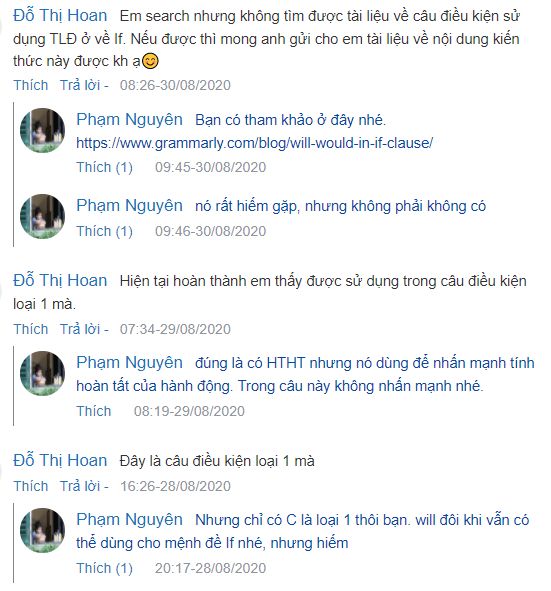 Đỗ Thị Hoan Em search nhưng không tìm được tài liệu về câu điều kiện sử
dụng TLĐ ở vê If. Nếu được thì mong anh gửi cho em tài liệu về nội dung kiến
thức này được kh ạ😊
Thích Trả lời - 08:26-30/08/2020
Phạm Nguyên Bạn có tham khảo ở đây nhé.
https://www.grammarly.com/blog/will-would-in-if-clause/
Thích (1) 09:45-30/08/2020
Phạm Nguyên nó rất hiếm gặp, nhưng không phải không có
Thích (1) 09:46-30/08/2020
Đỗ Thị Hoan Hiện tại hoàn thành em thấy được sử dụng trong câu điều kiện
loại 1 mà.
Thích Trả lời - 07:34-29/08/2020
Phạm Nguyên đúng là có HTHT nhưng nó dùng để nhấn mạnh tính
hoàn tất của hành động. Trong câu này không nhấn mạnh nhé.
Thích 08:19-29/08/2020
Đỗ Thị Hoan Đây là câu điều kiện loại 1 mà
Thích Trả lời - 16:26-28/08/2020
Phạm Nguyên Nhưng chỉ có C là loại 1 thôi bạn. will đôi khi vẫn có
thể dùng cho mệnh đề If nhé, nhưng hiếm
Thích (1) 20:17-28/08/2020